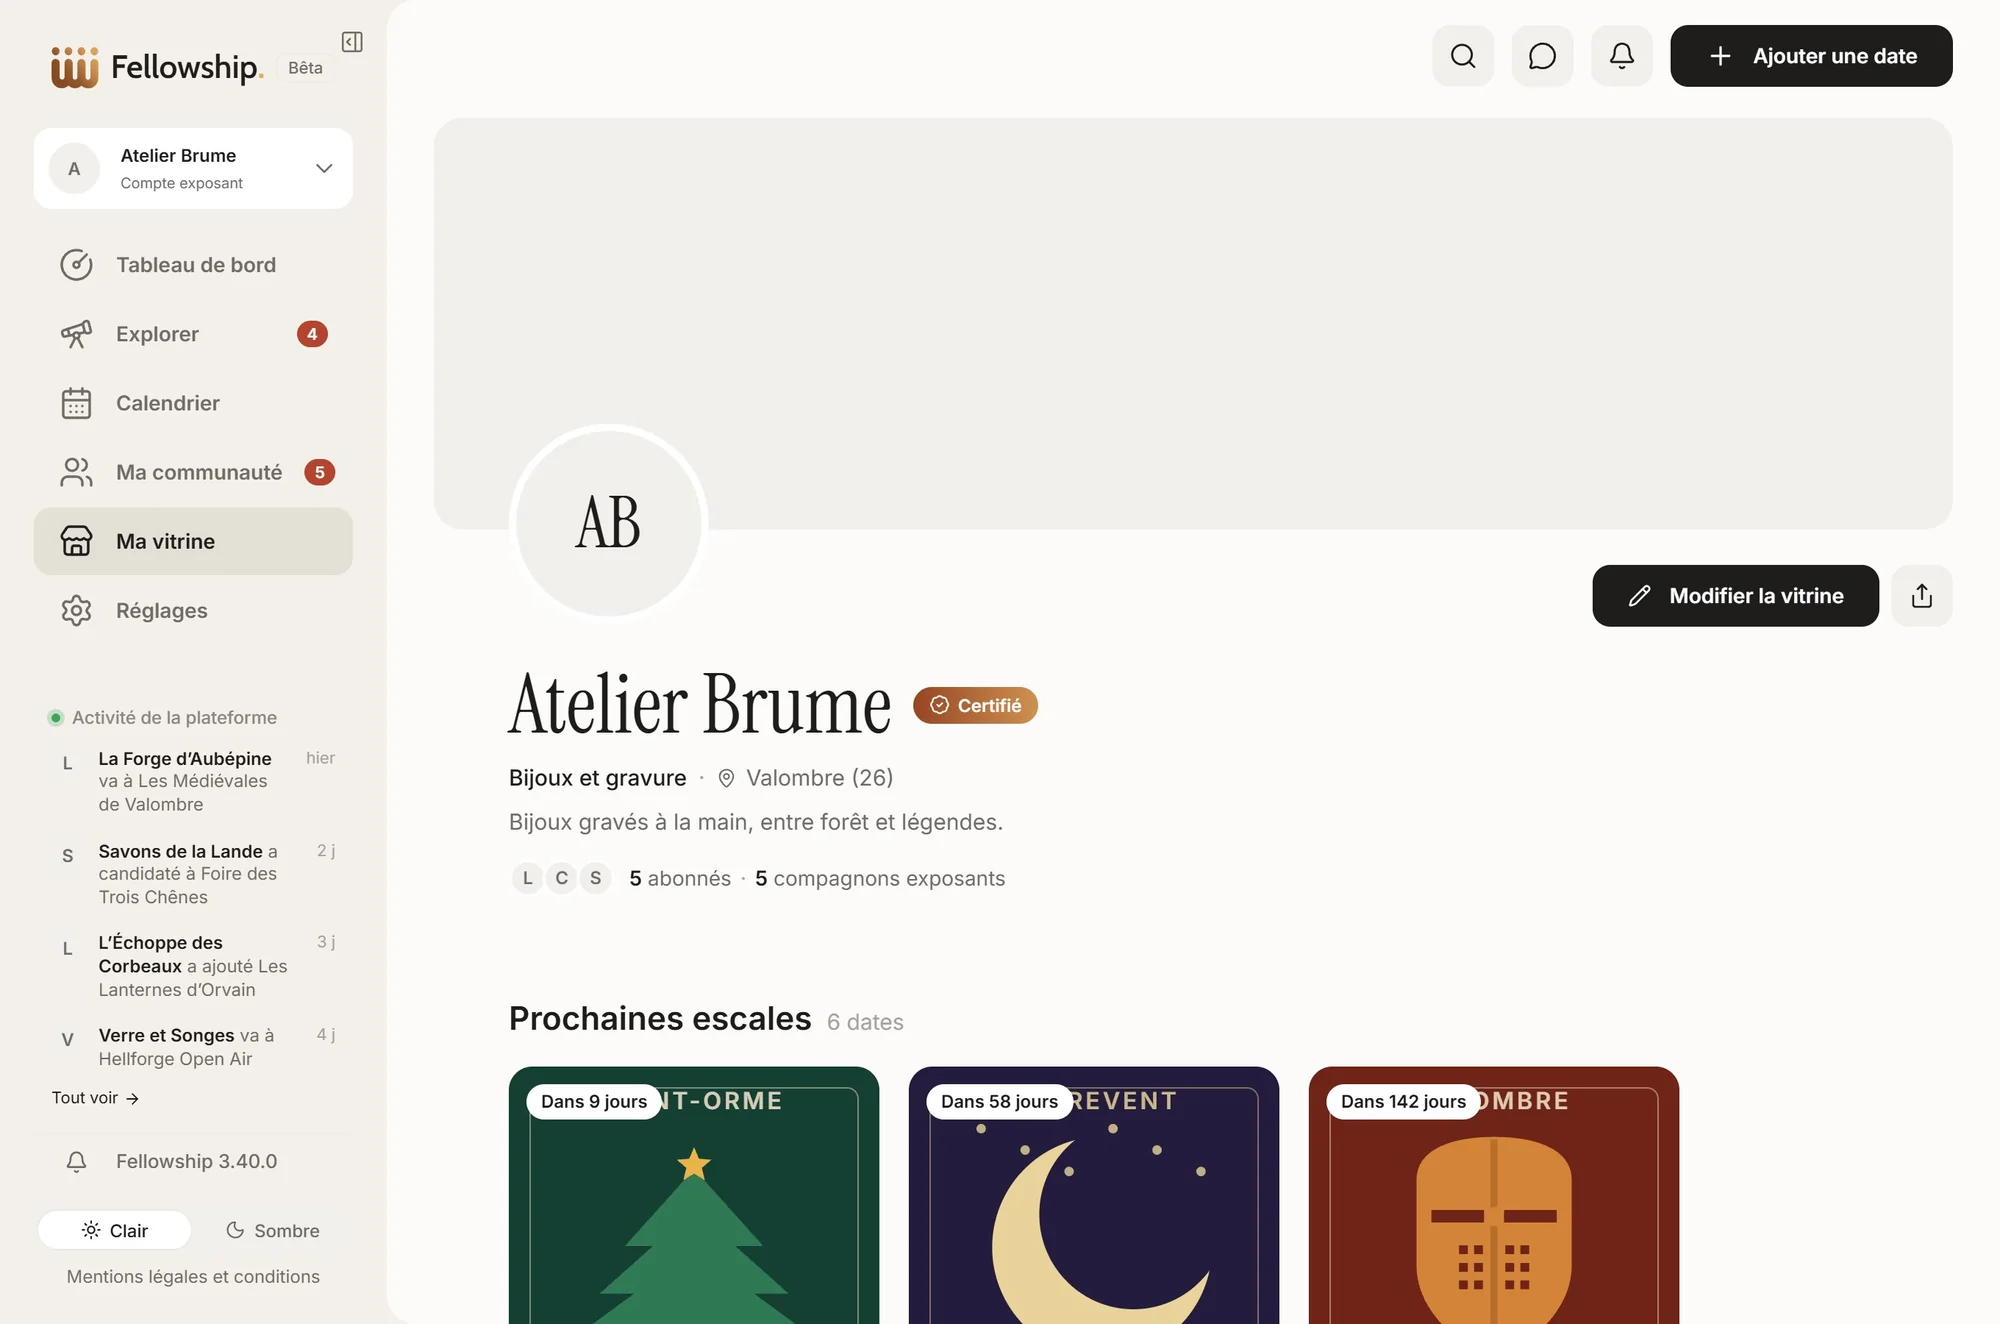 Fellowship. Bêta
A
Atelier Brume
Compte exposant
Tableau de bord
Explorer 4
Calendrier
Ma communauté 5
Ma vitrine
Réglages
Activité de la plateforme
L La Forge d’Aubépine hier
va à Les Médiévales
de Valombre
S Savons de la Lande a 2 j
candidaté à Foire des
Trois Chênes
L L’Échoppe des 3 j
Corbeaux a ajouté Les
Lanternes d’Orvain
V Verre et Songes va à 4 j
Hellforge Open Air
Tout voir →
Fellowship 3.40.0
Clair Sombre
Mentions légales et conditions
+ Ajouter une date
AB
Modifier la vitrine
Atelier Brume Certifié
Bijoux et gravure · Valombre (26)
Bijoux gravés à la main, entre forêt et légendes.
L C S 5 abonnés · 5 compagnons exposants
Prochaines escales 6 dates
Dans 9 jours NT-ORME
Dans 58 jours REVENT
Dans 142 jours OMBRE